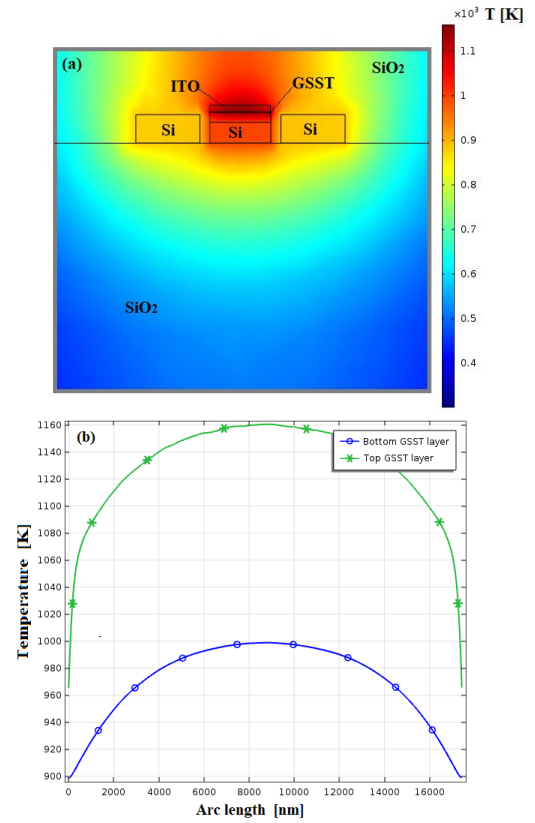 ×10³ T [K]
(a)
SiO₂
ITO
GSST
Si
Si
Si
SiO₂
1.1
1
0.9
0.8
0.7
0.6
0.5
0.4
(b)
Bottom GSST layer
Top GSST layer
1160
1140
1120
1100
1080
1060
1040
1020
1000
980
960
940
920
900
Temperature [K]
0 2000 4000 6000 8000 10000 12000 14000 16000
Arc length [nm]